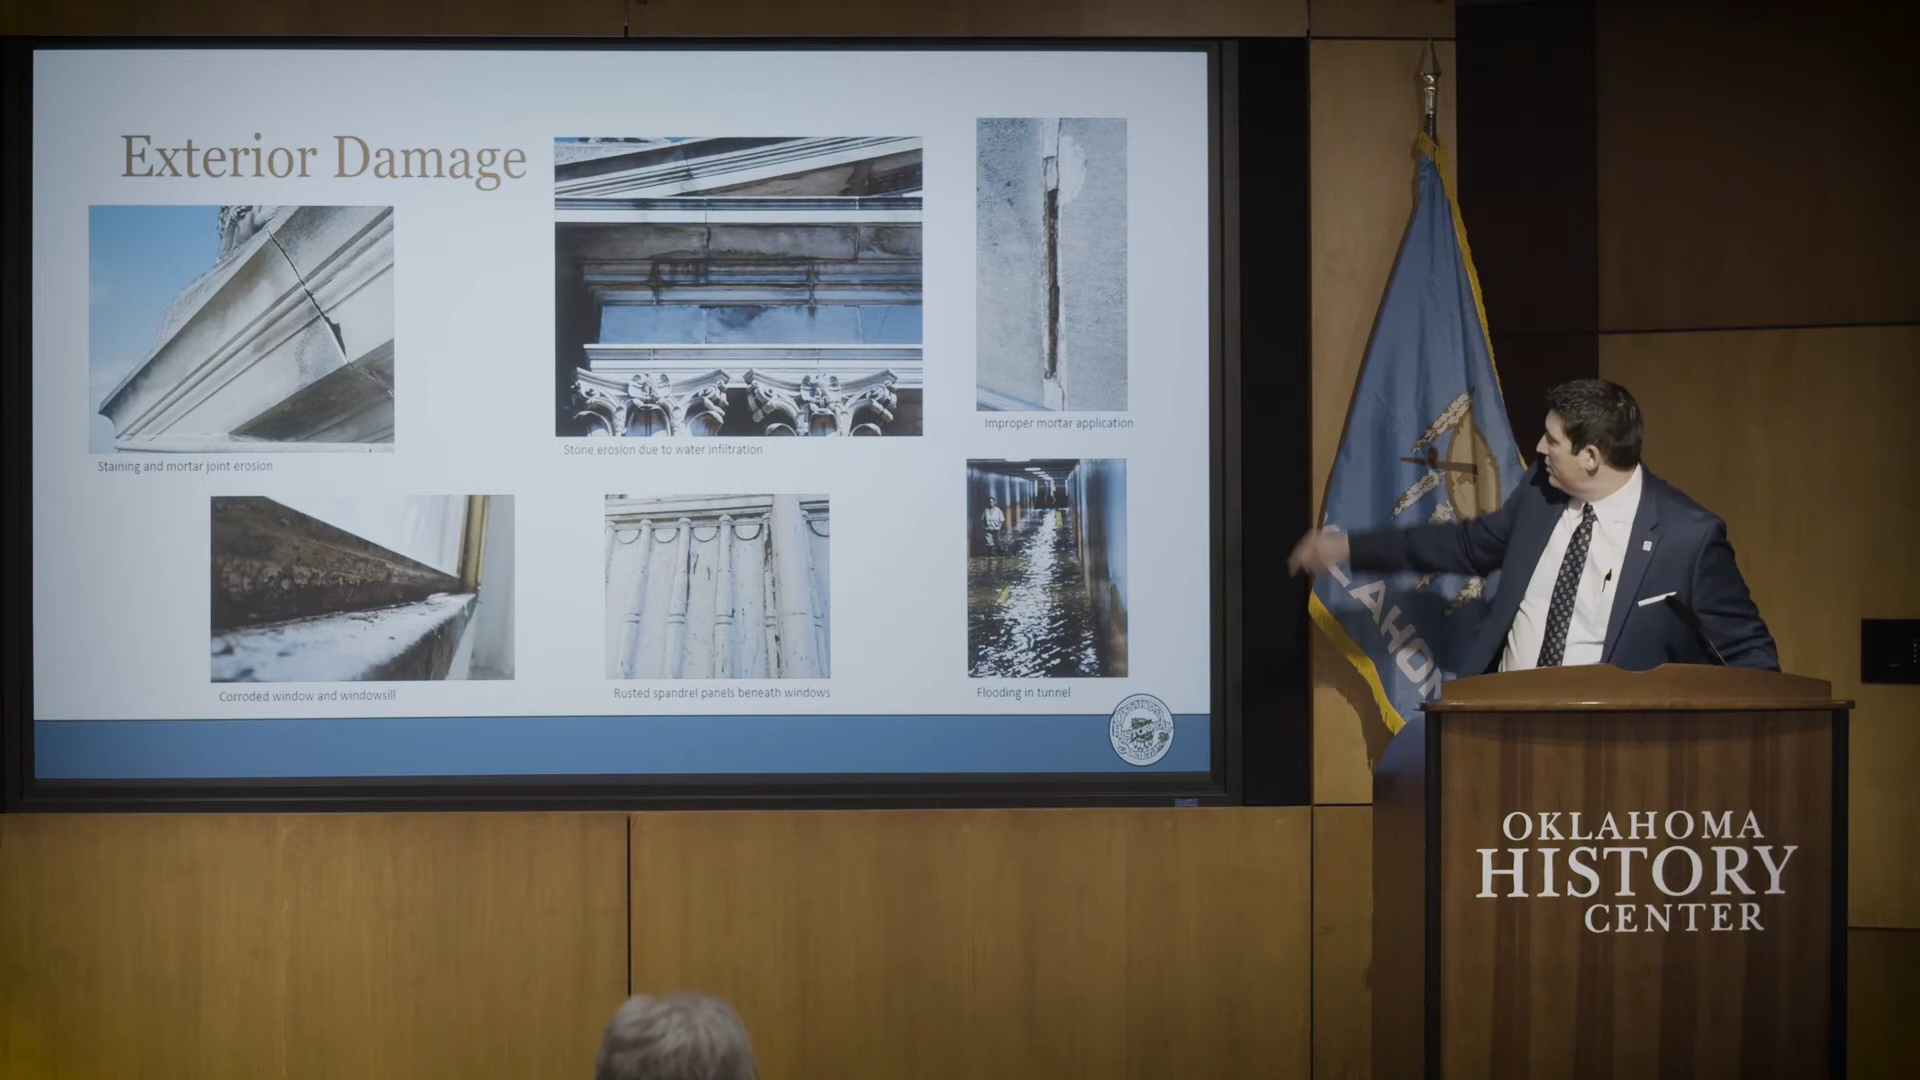 Exterior Damage
Staining and mortar joint erosion
Stone erosion due to water infiltration
Improper mortar application
Corroded window and windowsill
Rusted spandrel panels beneath windows
Flooding in tunnel
OKLAHOMA
HISTORY
CENTER